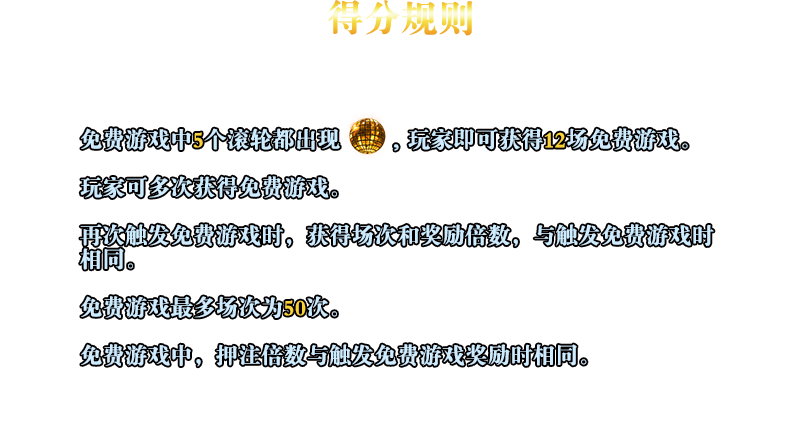 得分规则
免费游戏中5个滚轮都出现 ，玩家即可获得12场免费游戏。
玩家可多次获得免费游戏。
再次触发免费游戏时，获得场次和奖励倍数，与触发免费游戏时
相同。
免费游戏最多场次为50次。
免费游戏中，押注倍数与触发免费游戏奖励时相同。